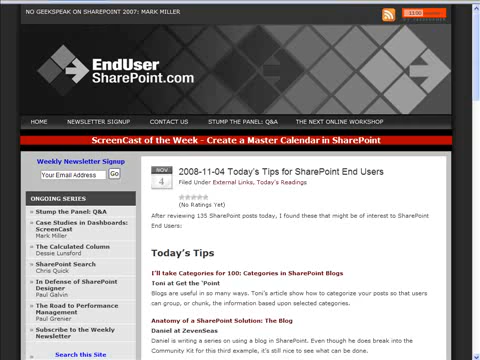 NO GEEKSPEAK ON SHAREPOINT 2007: MARK MILLER
EndUser
SharePoint.com
HOME NEWSLETTER SIGNUP CONTACT US STUMP THE PANEL: Q&A THE NEXT ONLINE WORKSHOP
ScreenCast of the Week - Create a Master Calendar in SharePoint
Weekly Newsletter Signup
Your Email Address Go
ONGOING SERIES
» Stump the Panel: Q&A
» Case Studies in Dashboards:
ScreenCast
Mark Miller
» The Calculated Column
Dessie Lunsford
» SharePoint Search
Chris Quick
» In Defense of SharePoint
Designer
Paul Galvin
» The Road to Performance
Management
Paul Grenier
» Subscribe to the Weekly
Newsletter
Search this Site
NOV
4
2008-11-04 Today's Tips for SharePoint End Users
Filed Under External Links, Today's Readings
(No Ratings Yet)
After reviewing 135 SharePoint posts today, I found these that might be of interest to SharePoint
End Users:
Today's Tips
I'll take Categories for 100: Categories in SharePoint Blogs
Toni at Get the 'Point
Blogs are useful in so many ways. Toni's article show how to categorize your posts so that users
can group, or chunk, the information based upon selected categories.
Anatomy of a SharePoint Solution: The Blog
Daniel at ZevenSeas
Daniel is writing a series on using a blog in SharePoint. Even though he does break into the
Community Kit for this third example, it's still nice to see what can be done.